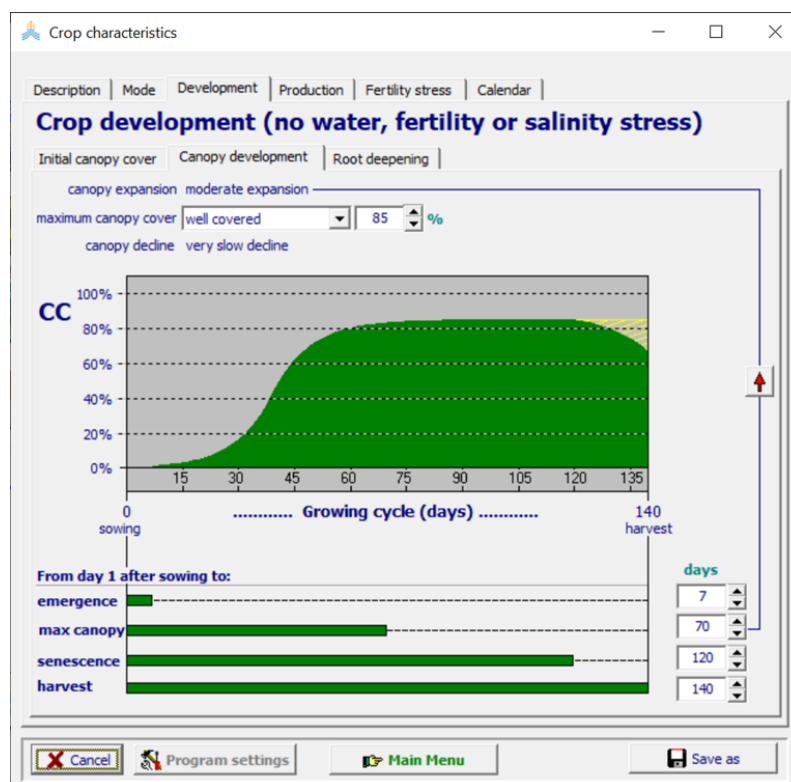 Crop characteristics
Description Mode Development Production Fertility stress Calendar
Crop development (no water, fertility or salinity stress)
Initial canopy cover Canopy development Root deepening
canopy expansion moderate expansion
maximum canopy cover well covered 85 %
canopy decline very slow decline
CC
100%
80%
60%
40%
20%
0%
15 30 45 60 75 90 105 120 135
0 ............ Growing cycle (days) ............ 140
sowing harvest
From day 1 after sowing to: days
emergence 7
max canopy 70
senescence 120
harvest 140
Cancel Program settings Main Menu Save as